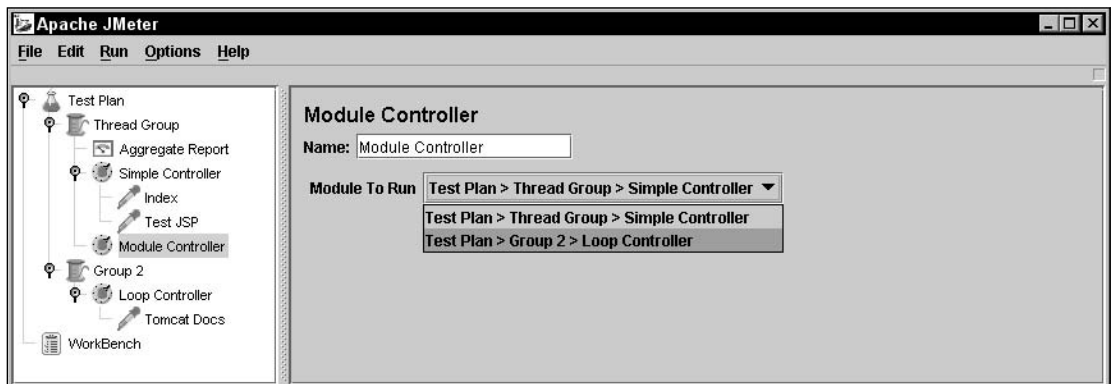 Apache JMeter
File Edit Run Options Help
Test Plan
Thread Group
Aggregate Report
Simple Controller
Index
Test JSP
Module Controller
Group 2
Loop Controller
Tomcat Docs
WorkBench
Module Controller
Name: Module Controller
Module To Run Test Plan > Thread Group > Simple Controller
Test Plan > Thread Group > Simple Controller
Test Plan > Group 2 > Loop Controller